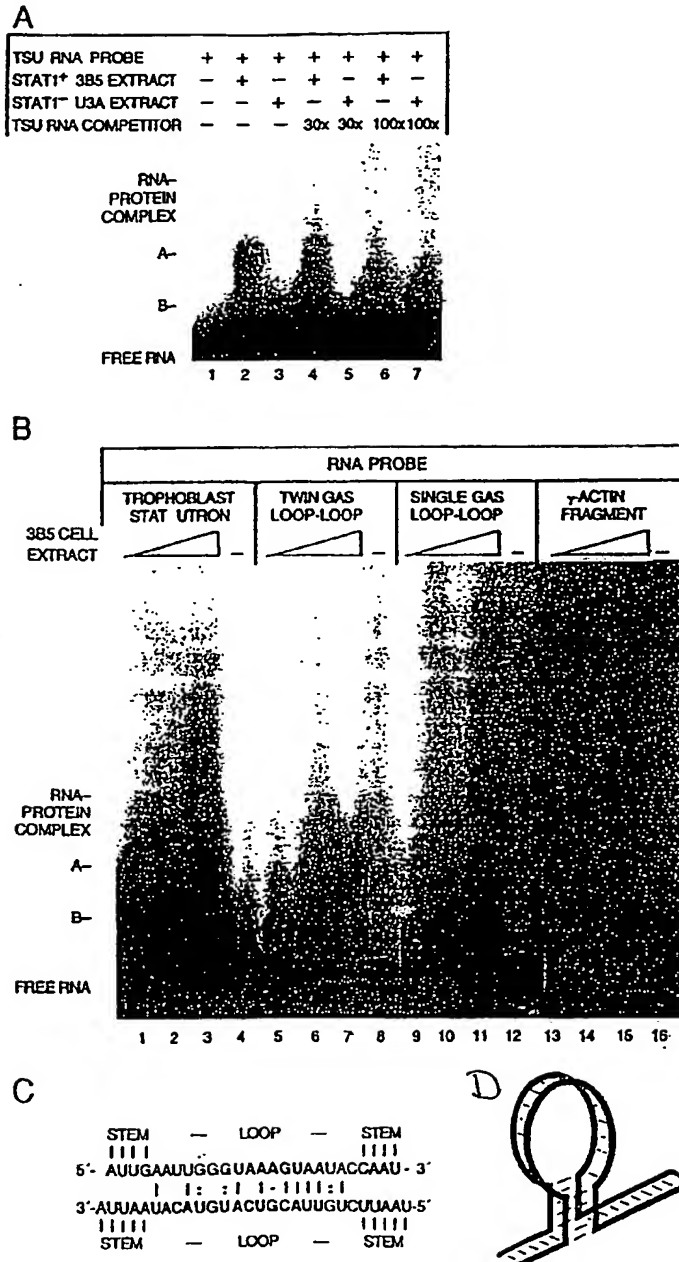 A
TSU RNA PROBE + + + + + + +
STAT1+ 3B5 EXTRACT – + – + – + –
STAT1– U3A EXTRACT – – + – + – +
TSU RNA COMPETITOR – – – 30x 30x 100x 100x
RNA–
PROTEIN
COMPLEX
A–
B–
FREE RNA
1 2 3 4 5 6 7
B
RNA PROBE
TROPHOBLAST STAT UTRON
TWIN GAS LOOP-LOOP
SINGLE GAS LOOP-LOOP
γACTIN FRAGMENT
3B5 CELL
EXTRACT – – – –
RNA–
PROTEIN
COMPLEX
A–
B–
FREE RNA
1 2 3 4 5 6 7 8 9 10 11 12 13 14 15 16
C
STEM – LOOP – STEM
5´- AUUGAAUUGGGUAAAGUAAUACCAAU- 3´
3´-AUUAAUACAUGUACUGCAUUGUCUUAAU-5´
STEM – LOOP – STEM
D